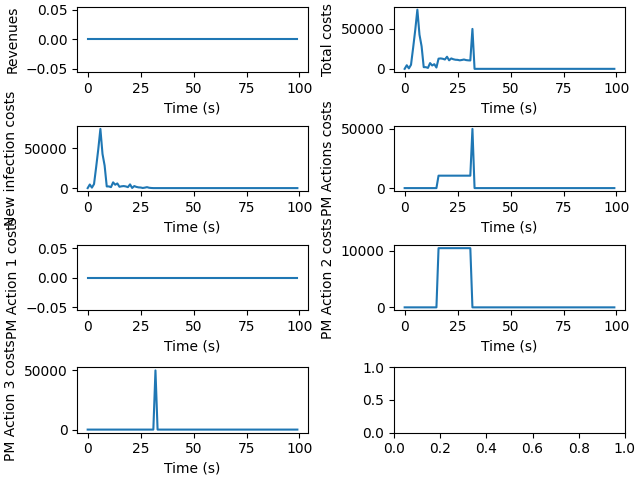 Revenues
0.05
0.00
−0.05
0 25 50 75 100
Time (s)
Total costs
50000
0
0 25 50 75 100
Time (s)
New infection costs
50000
0
0 25 50 75 100
Time (s)
PM Actions costs
50000
0
0 25 50 75 100
Time (s)
PM Action 1 costs
0.05
0.00
−0.05
0 25 50 75 100
Time (s)
PM Action 2 costs
10000
0
0 25 50 75 100
Time (s)
PM Action 3 costs
50000
0
0 25 50 75 100
Time (s)
1.0
0.5
0.0
0.0 0.2 0.4 0.6 0.8 1.0